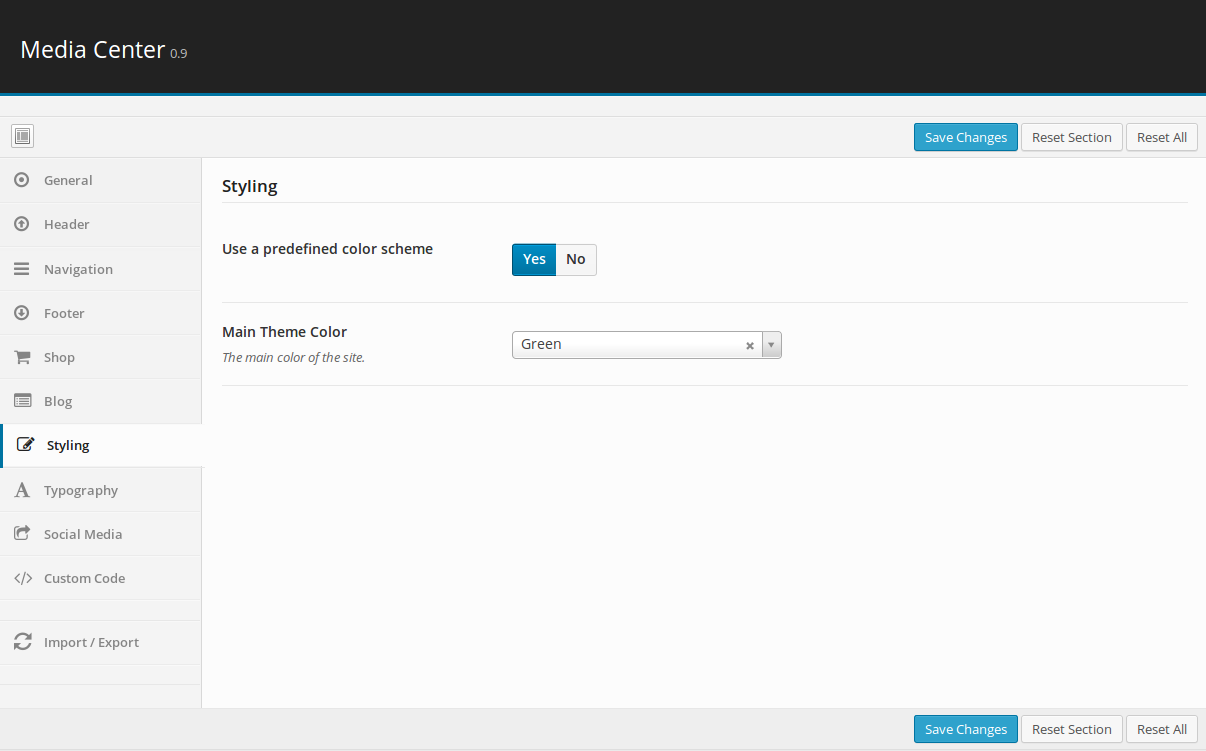 Media Center 0.9
Save Changes Reset Section Reset All
General
Header
Navigation
Footer
Shop
Blog
Styling
Typography
Social Media
Custom Code
Import / Export
Styling
Use a predefined color scheme
Yes No
Main Theme Color
The main color of the site.
Green
Save Changes Reset Section Reset All